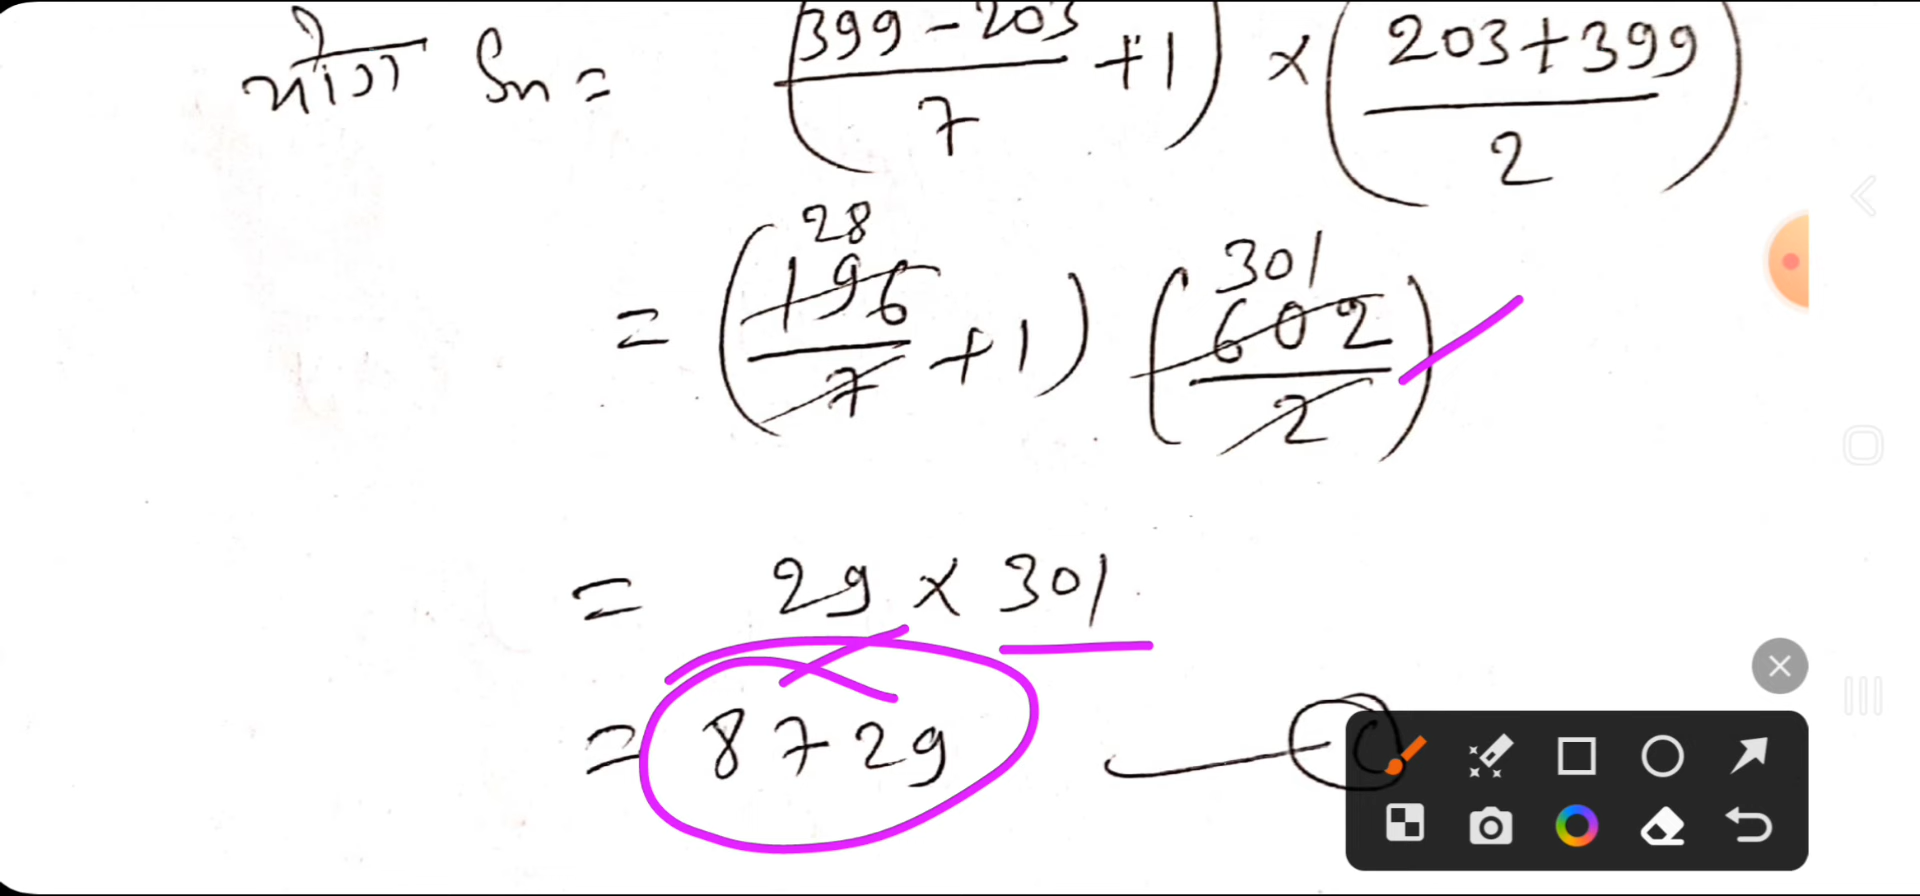 योग Sn = (399-203/7 +1) × (203+399/2)
28 301
= (196/7 +1) (602/2)
= 29 × 301
= 8729 C